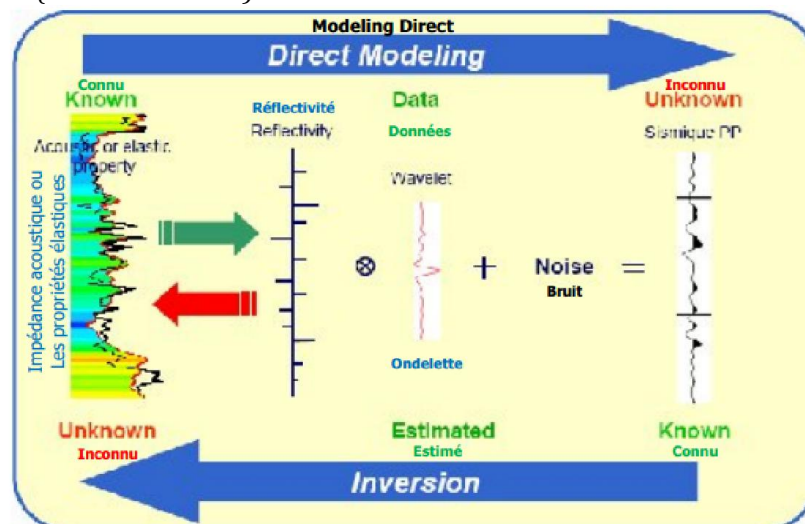 Modeling Direct
Direct Modeling
Connu
Known
Réflectivité
Reflectivity
Data
Données
Inconnu
Unknown
Sismique PP
Acoustic or elastic
property
Impédance acoustique ou
Les propriétés élastiques
Wavelet
⊗
+
Noise
=
Bruit
Ondelette
Unknown
Inconnu
Estimated
Estimé
Known
Connu
Inversion